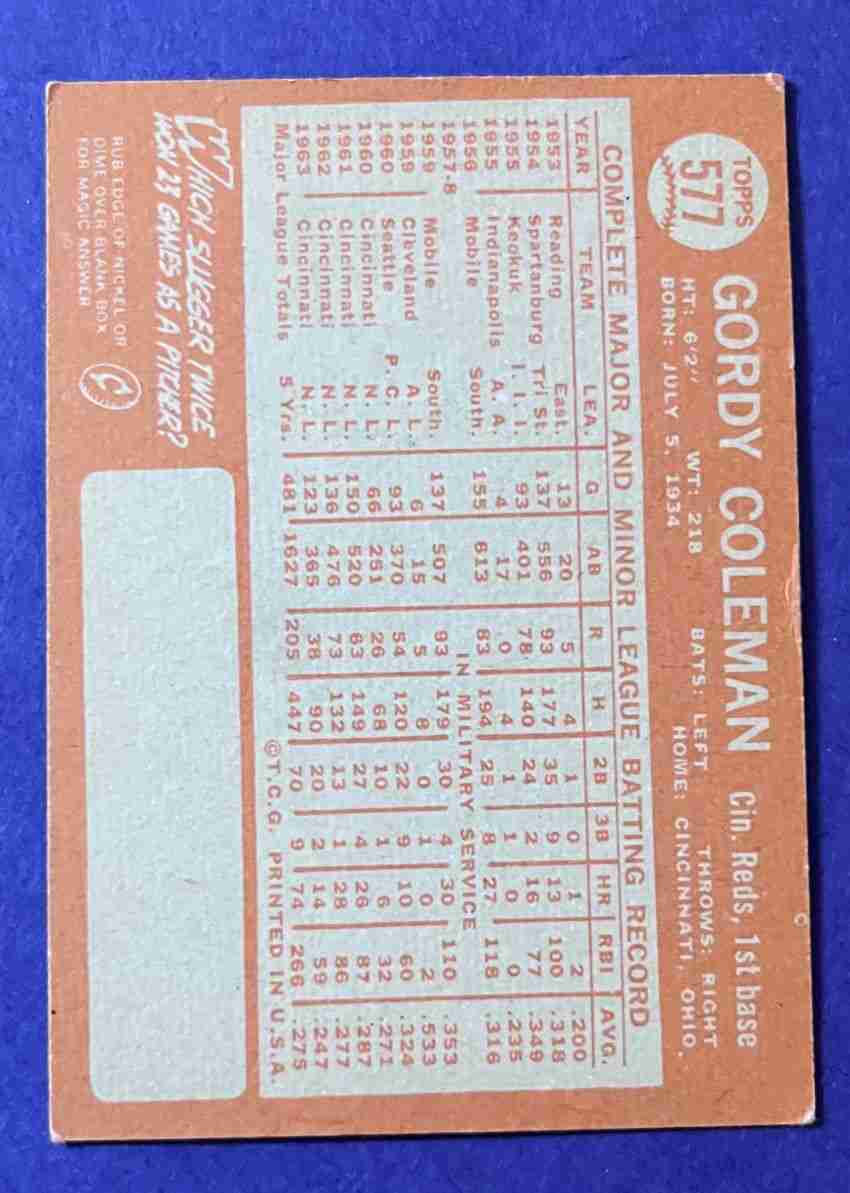 TOPPS
577
GORDY COLEMAN Cin. Reds, 1st base
HT: 6'2" WT: 218 BATS: LEFT THROWS: RIGHT
BORN: JULY 5, 1934 HOME: CINCINNATI, OHIO.
COMPLETE MAJOR AND MINOR LEAGUE BATTING RECORD
YEAR TEAM LEA. G AB R H 2B 3B HR RBI AVG.
1953 Reading East. 13 20 5 4 1 0 1 2 .200
1954 Spartanburg Tri St. 137 556 93 177 35 9 13 100 .318
1955 Keokuk I. I. I. 93 401 78 140 24 2 16 77 .349
1955 Indianapolis A. A. 4 17 0 4 1 1 0 0 .235
1956 Mobile South. 155 613 83 194 25 8 27 118 .316
1957-8 IN MILITARY SERVICE
1959 Mobile South. 137 507 93 179 30 4 30 110 .353
1959 Cleveland A. L. 6 15 5 8 0 1 0 2 .533
1960 Seattle P. C. L. 93 370 54 120 22 9 10 60 .324
1960 Cincinnati N. L. 66 251 26 68 10 1 6 32 .271
1961 Cincinnati N. L. 150 520 63 149 27 4 26 87 .287
1962 Cincinnati N. L. 136 476 73 132 13 1 28 86 .277
1963 Cincinnati N. L. 123 365 38 90 20 2 14 59 .247
Major League Totals 5 Yrs. 481 1627 205 447 70 9 74 266 .275
©T.C.G. PRINTED IN U.S.A.
WHICH SLUGGER TWICE
WON 23 GAMES AS A PITCHER?
RUB EDGE OF NICKEL OR
DIME OVER BLANK BOX
FOR MAGIC ANSWER